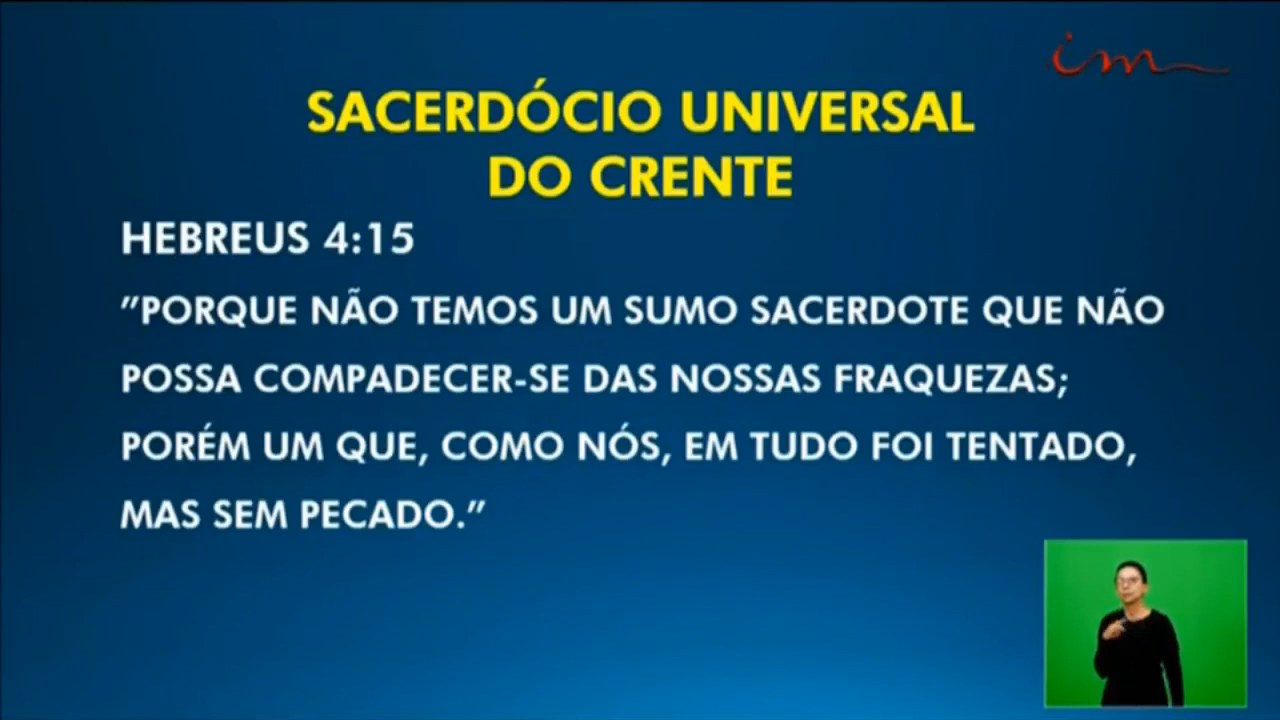 im
SACERDÓCIO UNIVERSAL
DO CRENTE
HEBREUS 4:15
"PORQUE NÃO TEMOS UM SUMO SACERDOTE QUE NÃO
POSSA COMPADECER-SE DAS NOSSAS FRAQUEZAS;
PORÉM UM QUE, COMO NÓS, EM TUDO FOI TENTADO,
MAS SEM PECADO."